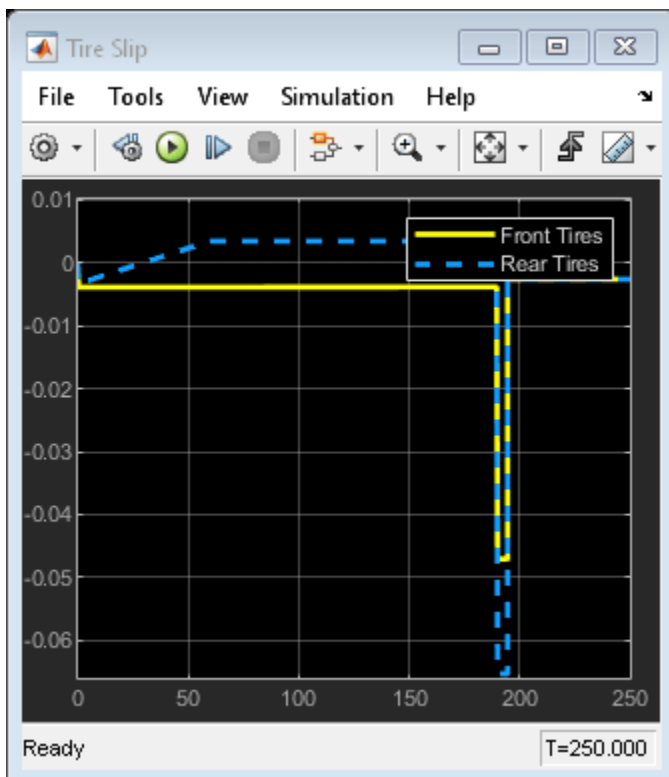 Tire Slip
File Tools View Simulation Help
0.01
Front Tires
0
Rear Tires
-0.01
-0.02
-0.03
-0.04
-0.05
-0.06
0 50 100 150 200 250
Ready T=250.000